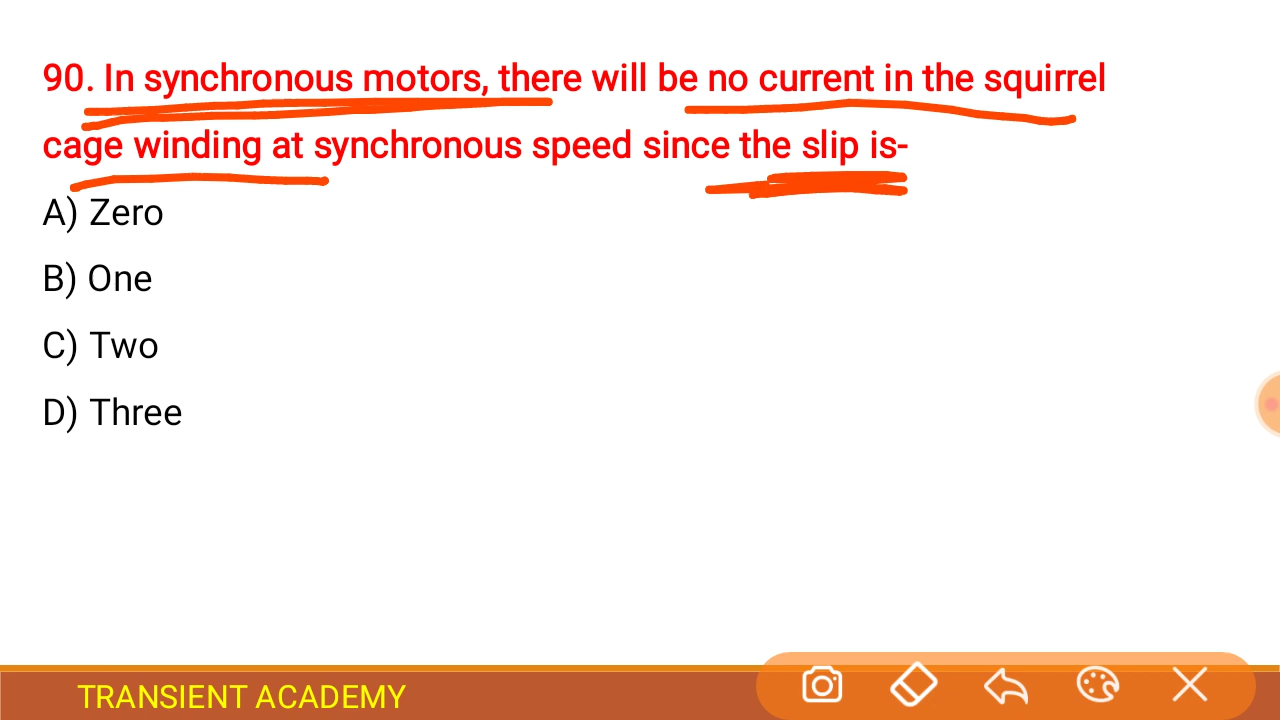 90. In synchronous motors, there will be no current in the squirrel
cage winding at synchronous speed since the slip is-
A) Zero
B) One
C) Two
D) Three
TRANSIENT ACADEMY